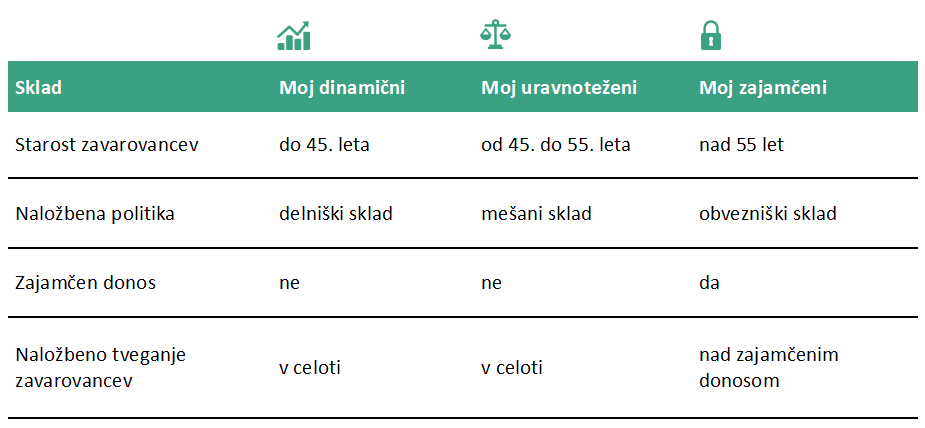 Sklad Moj dinamični Moj uravnoteženi Moj zajamčeni
Starost zavarovancev do 45. leta od 45. do 55. leta nad 55 let
Naložbena politika delniški sklad mešani sklad obvezniški sklad
Zajamčen donos ne ne da
Naložbeno tveganje
zavarovancev
v celoti
v celoti
nad zajamčenim
donosom